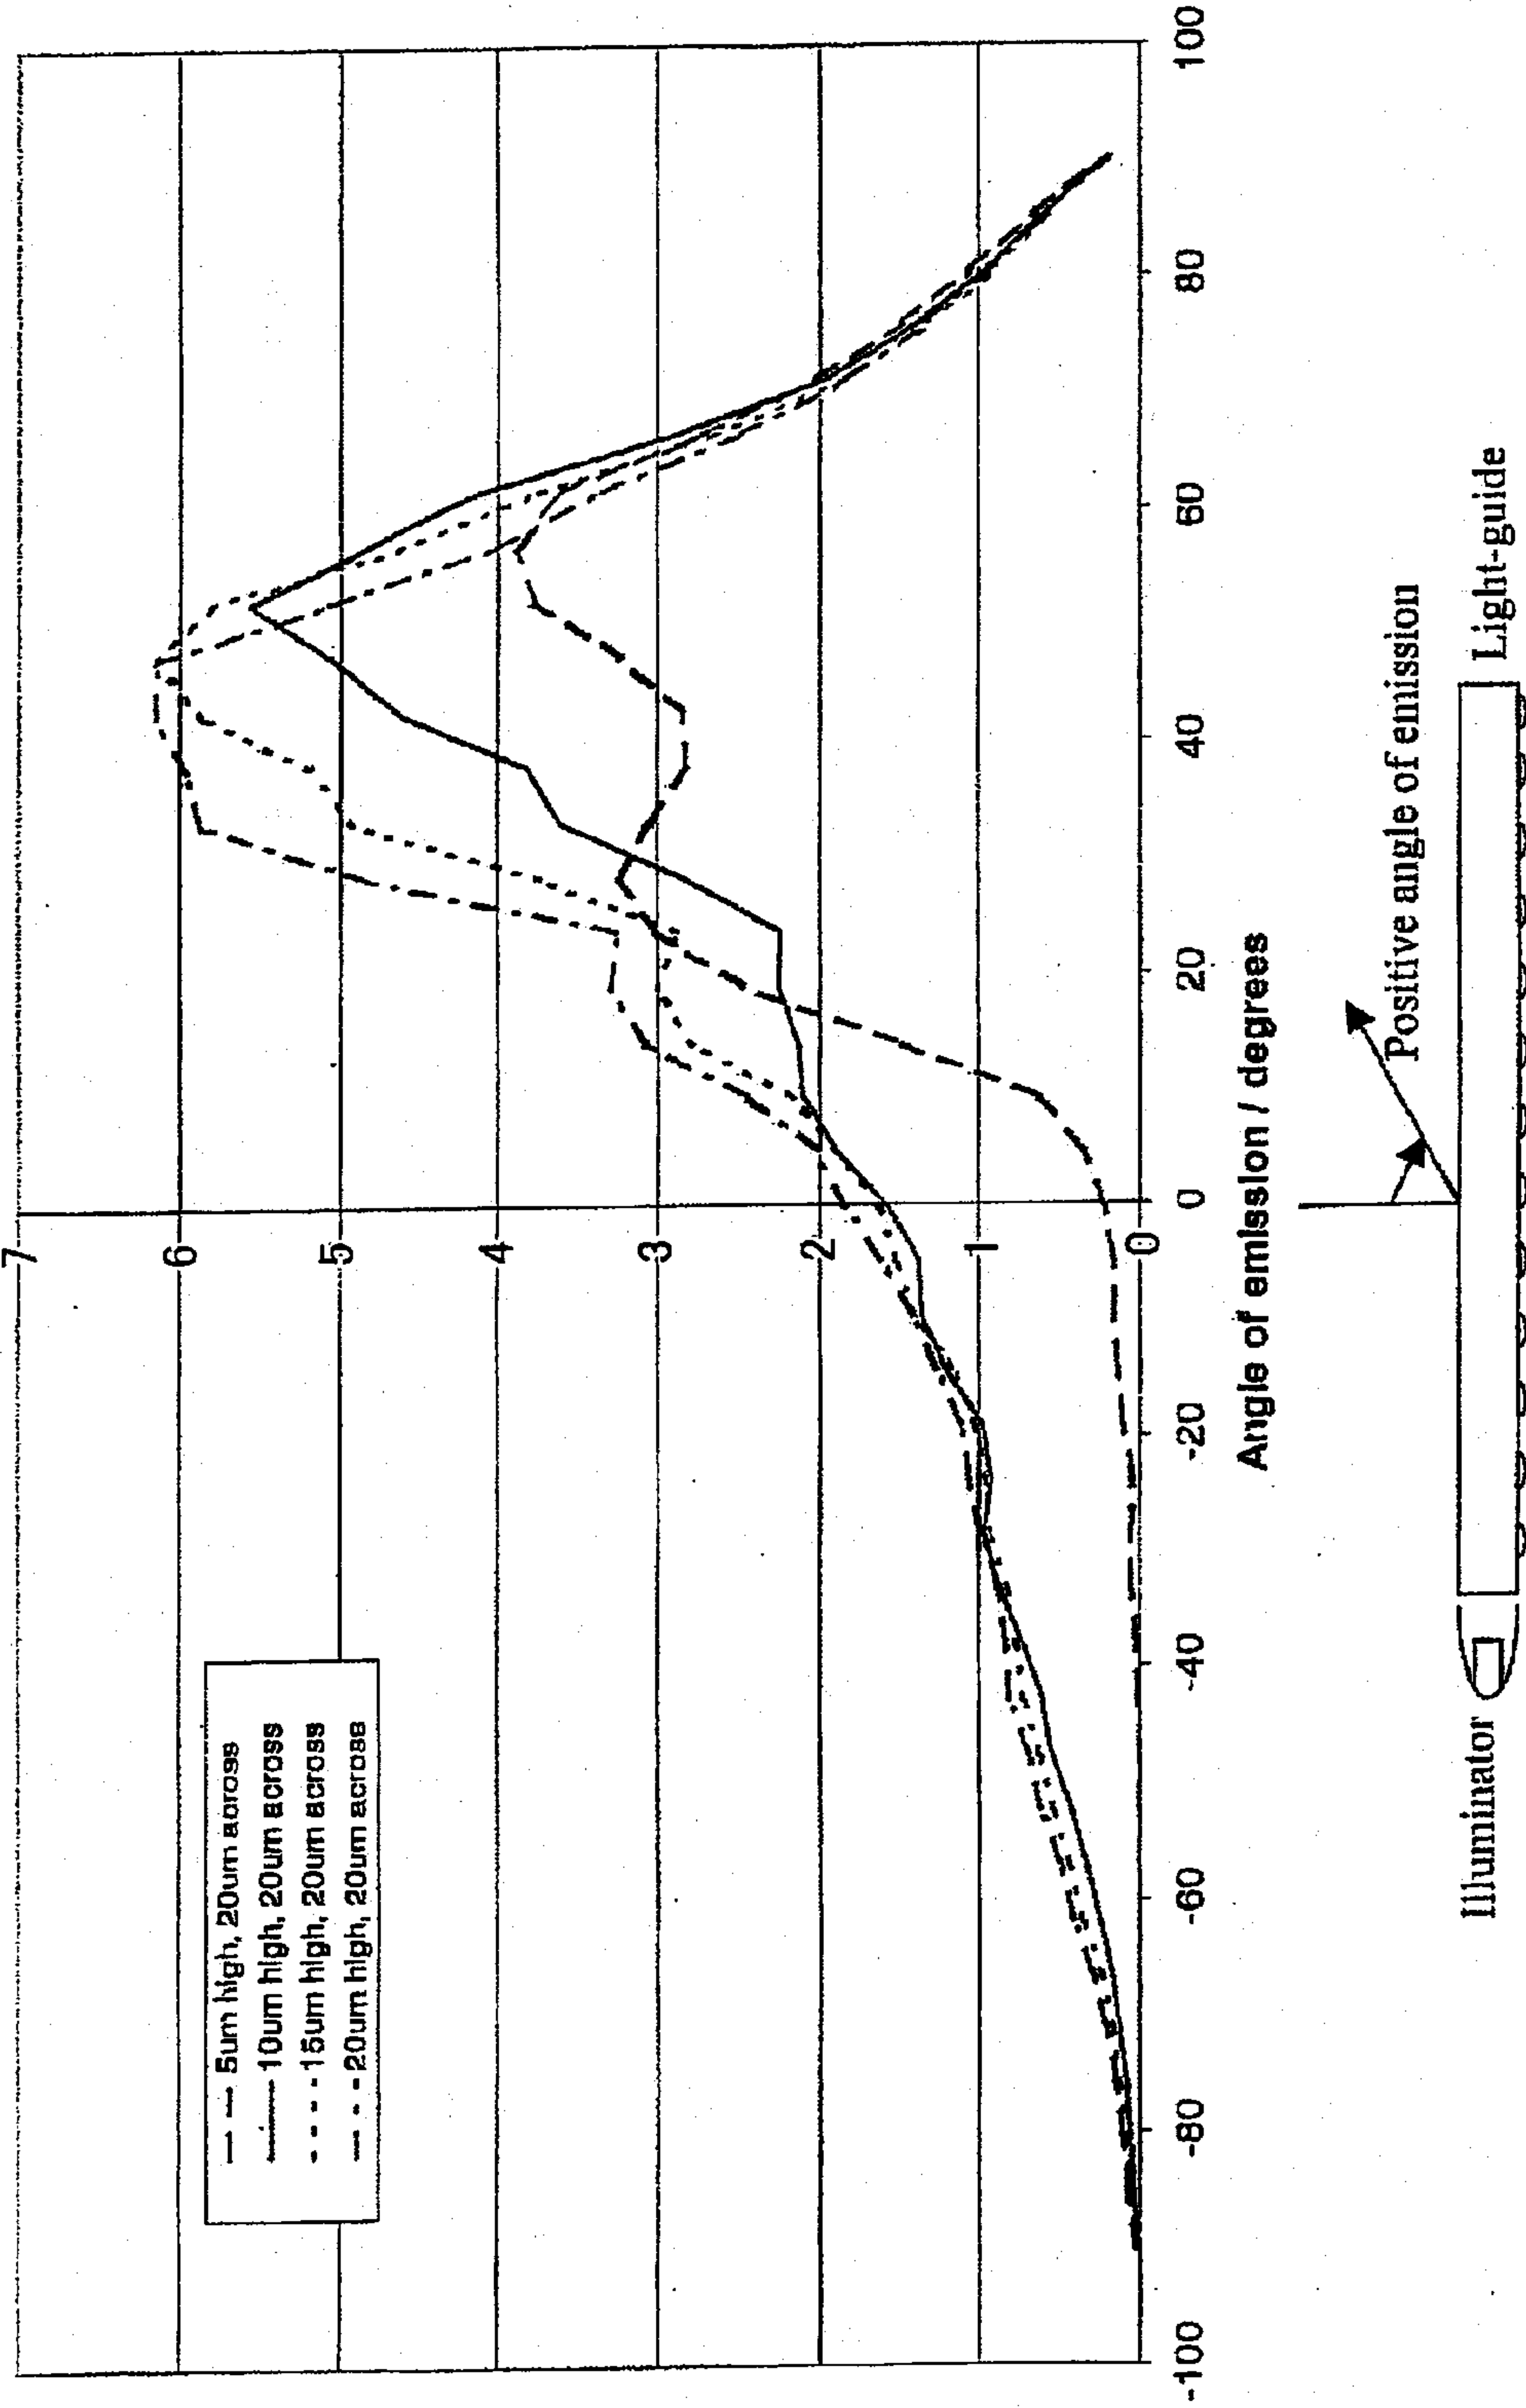 7
6
5
4
3
2
1
0
5um high, 20um across
10um high, 20um across
15um high, 20um across
20um high, 20um across
-100
-80
-60
-40
-20
0
20
40
60
80
100
Angle of emission / degrees
Positive angle of emission
Illuminator
Light-guide